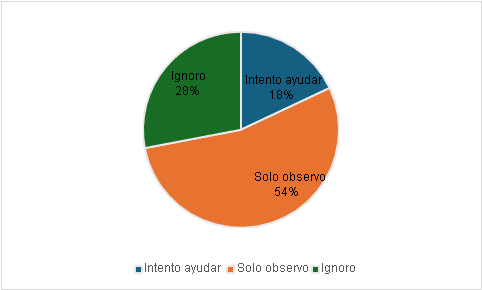 Ignoro
28%
Intento ayudar
18%
Solo observo
54%
Intento ayudar Solo observo Ignoro